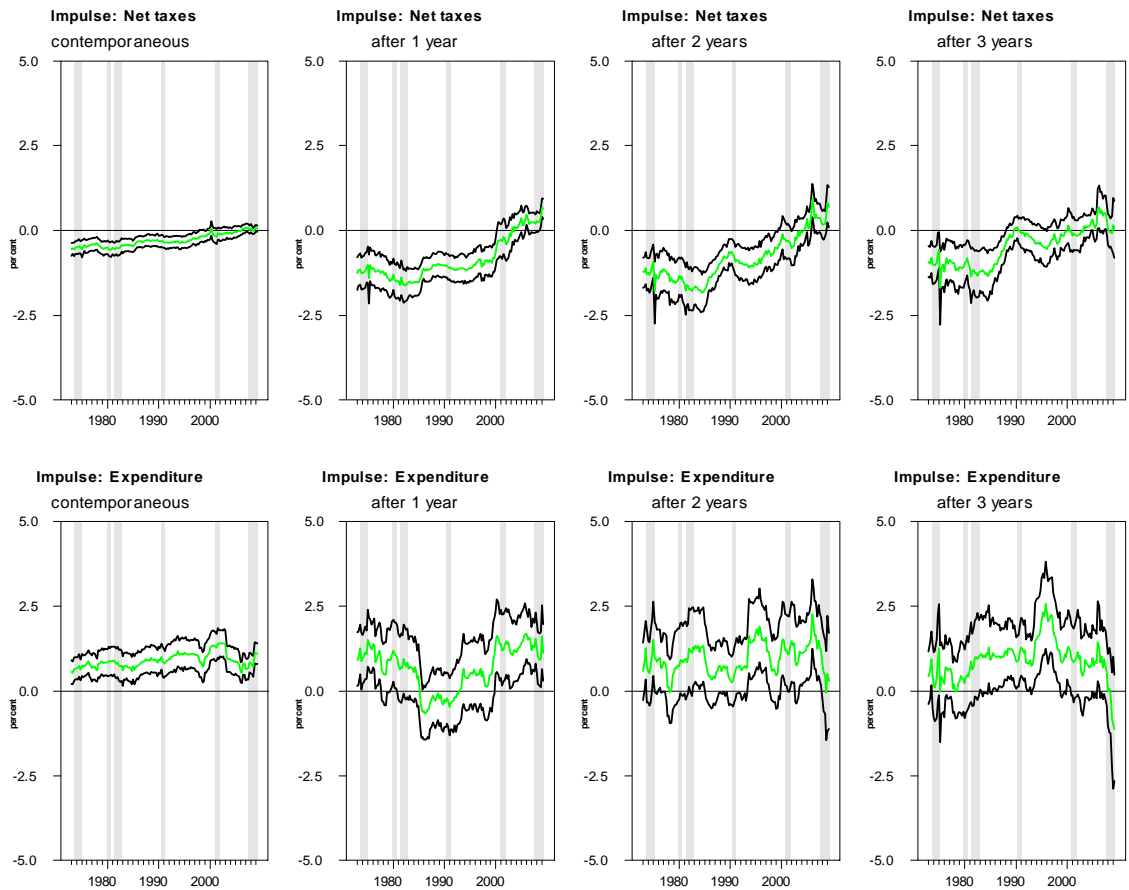 Impulse: Net taxes
contemporaneous
5.0
2.5
0.0
-2.5
-5.0
percent
1980 1990 2000
Impulse: Net taxes
after 1 year
5.0
2.5
0.0
-2.5
-5.0
percent
1980 1990 2000
Impulse: Net taxes
after 2 years
5.0
2.5
0.0
-2.5
-5.0
percent
1980 1990 2000
Impulse: Net taxes
after 3 years
5.0
2.5
0.0
-2.5
-5.0
percent
1980 1990 2000
Impulse: Expenditure
contemporaneous
5.0
2.5
0.0
-2.5
-5.0
percent
1980 1990 2000
Impulse: Expenditure
after 1 year
5.0
2.5
0.0
-2.5
-5.0
percent
1980 1990 2000
Impulse: Expenditure
after 2 years
5.0
2.5
0.0
-2.5
-5.0
percent
1980 1990 2000
Impulse: Expenditure
after 3 years
5.0
2.5
0.0
-2.5
-5.0
percent
1980 1990 2000